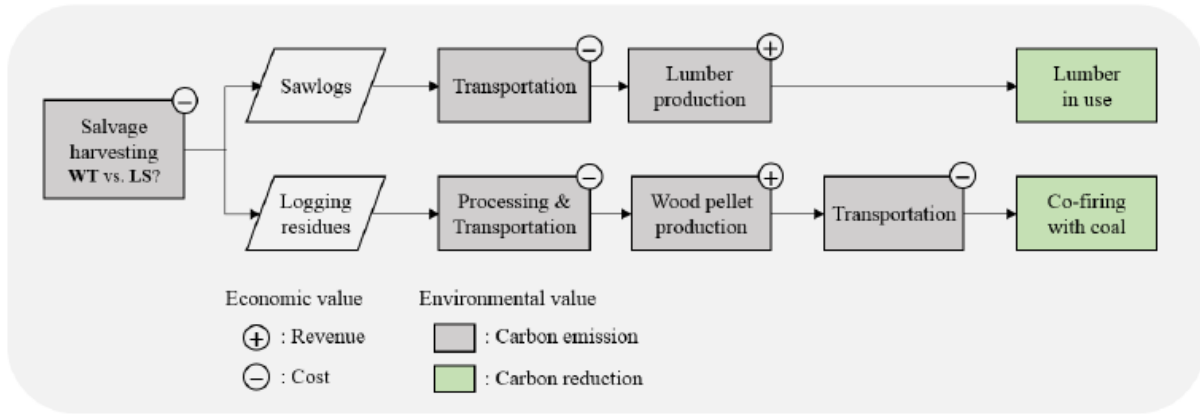 Salvage
harvesting
WT vs. LS?
−
Sawlogs
Transportation
−
Lumber
production
+
Lumber
in use
Logging
residues
Processing &
Transportation
−
Wood pellet
production
+
Transportation
−
Co-firing
with coal
Economic value
+ : Revenue
− : Cost
Environmental value
: Carbon emission
: Carbon reduction